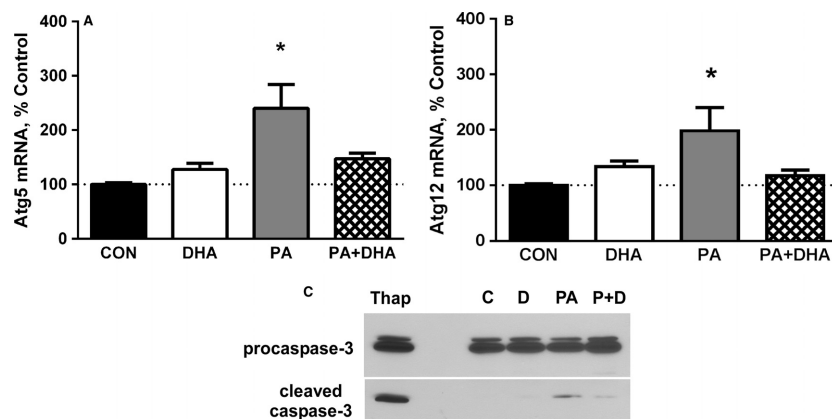 A
Atg5 mRNA, % Control
400
300
200
100
0
*
CON DHA PA PA+DHA
B
Atg12 mRNA, % Control
400
300
200
100
0
*
CON DHA PA PA+DHA
C
Thap C D PA P+D
procaspase-3
cleaved
caspase-3